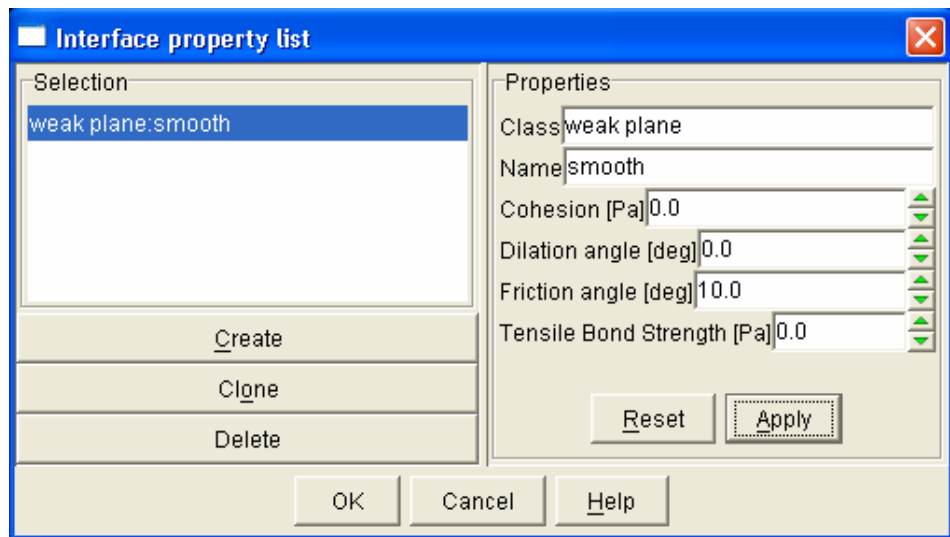 Interface property list
Selection
weak plane:smooth
Create
Clone
Delete
Properties
Class weak plane
Name smooth
Cohesion [Pa] 0.0
Dilation angle [deg] 0.0
Friction angle [deg] 10.0
Tensile Bond Strength [Pa] 0.0
Reset Apply
OK Cancel Help